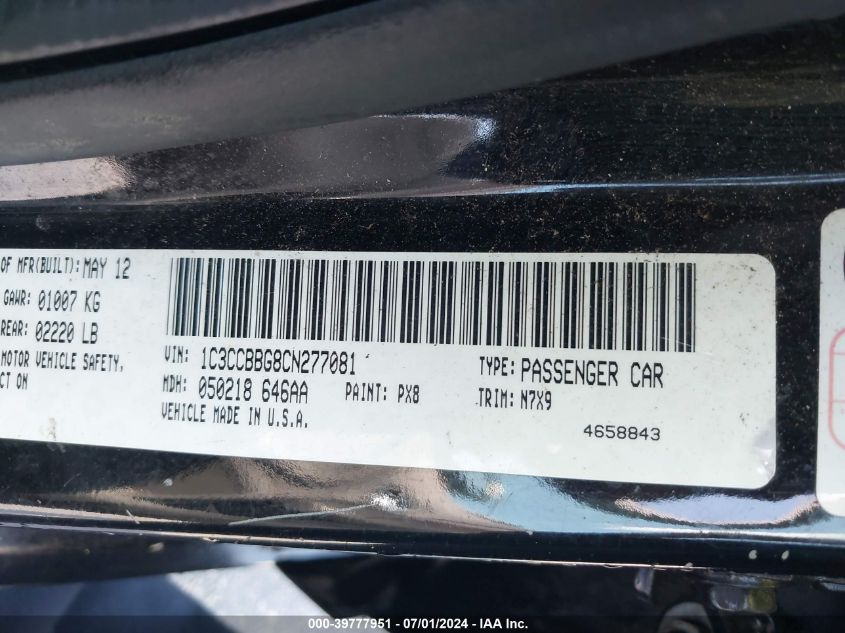 OF MFR(BUILT): MAY 12
GAWR: 01007 KG
REAR: 02220 LB
MOTOR VEHICLE SAFETY,
CT ON
VIN: 1C3CCBBG8CN277081
TYPE: PASSENGER CAR
MDH: 050218 646AA
PAINT: PX8
TRIM: N7X9
VEHICLE MADE IN U.S.A.
4658843
000-39777951 - 07/01/2024 - IAA Inc.